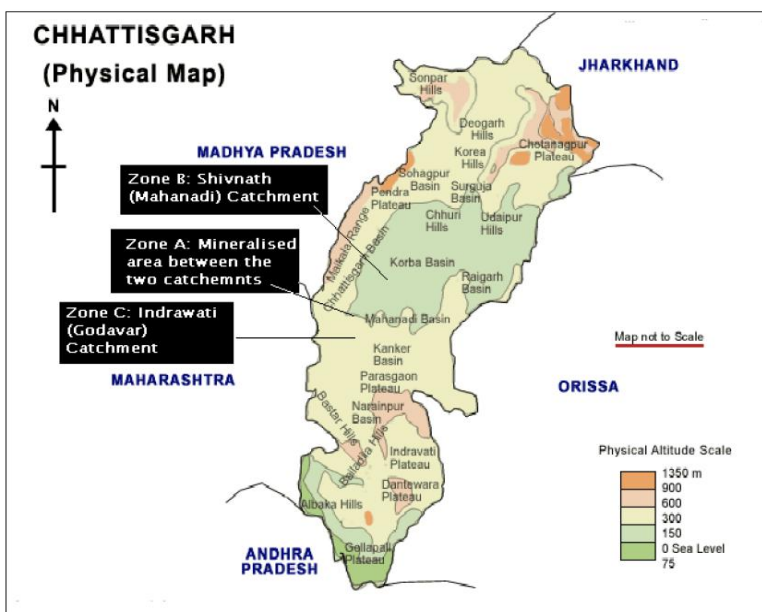 CHHATTISGARH
(Physical Map)
N
JHARKHAND
MADHYA PRADESH
Sonpar
Hills
Deogarh
Hills
Korea
Hills
Chotanagpur
Plateau
Sohagpur
Basin
Surguja
Basin
Pendra
Plateau
Zone B: Shivnath
(Mahanadi) Catchment
Chhuri
Hills
Udaipur
Hills
Maikala Range
Chhattisgarh Basin
Korba Basin
Raigarh
Basin
Zone A: Mineralised
area between the
two catchemnts
Mahanadi Basin
Zone C: Indrawati
(Godavar)
Catchment
Map not to Scale
Kanker
Basin
MAHARASHTRA
Parasgaon
Plateau
ORISSA
Narainpur
Basin
Bastar Hills
Bailadila Hills
Indravati
Plateau
Dantewara
Plateau
Albaka Hills
Gollapali
Plateau
ANDHRA
PRADESH
Physical Altitude Scale
1350 m
900
600
300
150
0 Sea Level
75